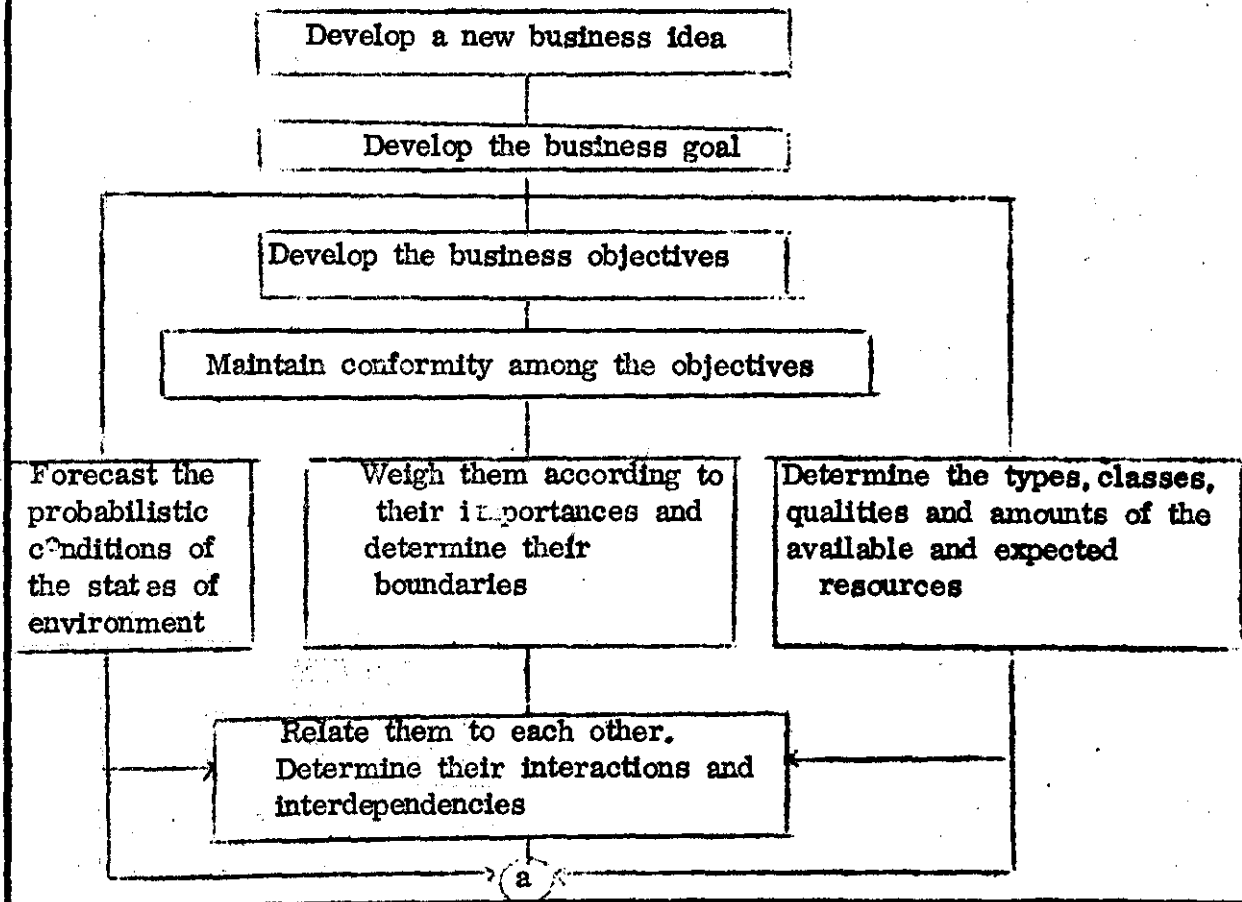 Develop a new business idea
Develop the business goal
Develop the business objectives
Maintain conformity among the objectives
Forecast the
probabilistic
conditions of
the states of
environment
Weigh them according to
their importances and
determine their
boundaries
Determine the types, classes,
qualities and amounts of the
available and expected
resources
Relate them to each other.
Determine their interactions and
interdependencies
a